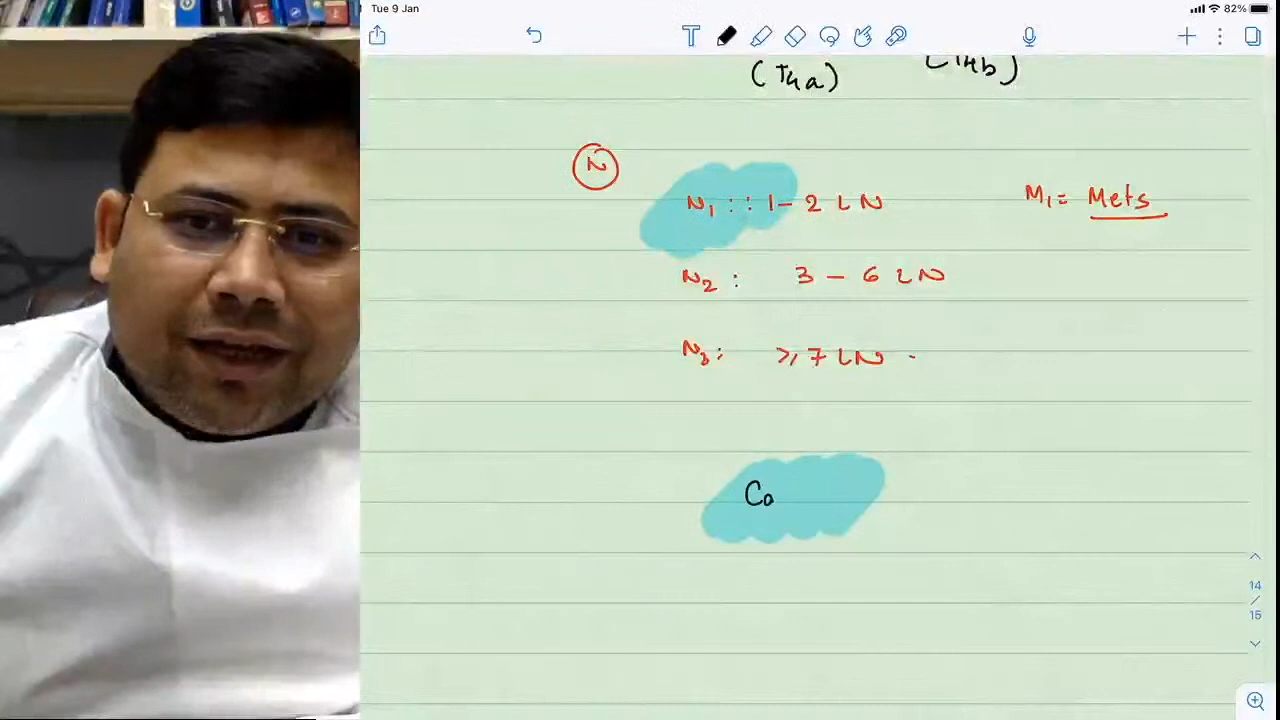 Tue 9 Jan
82%
(T4a)
(T4b)
N
N1 : : 1 - 2 LN
M1 = Mets
N2 : 3 - 6 LN
N3 : ≥ 7 LN
Ca
14
/
15